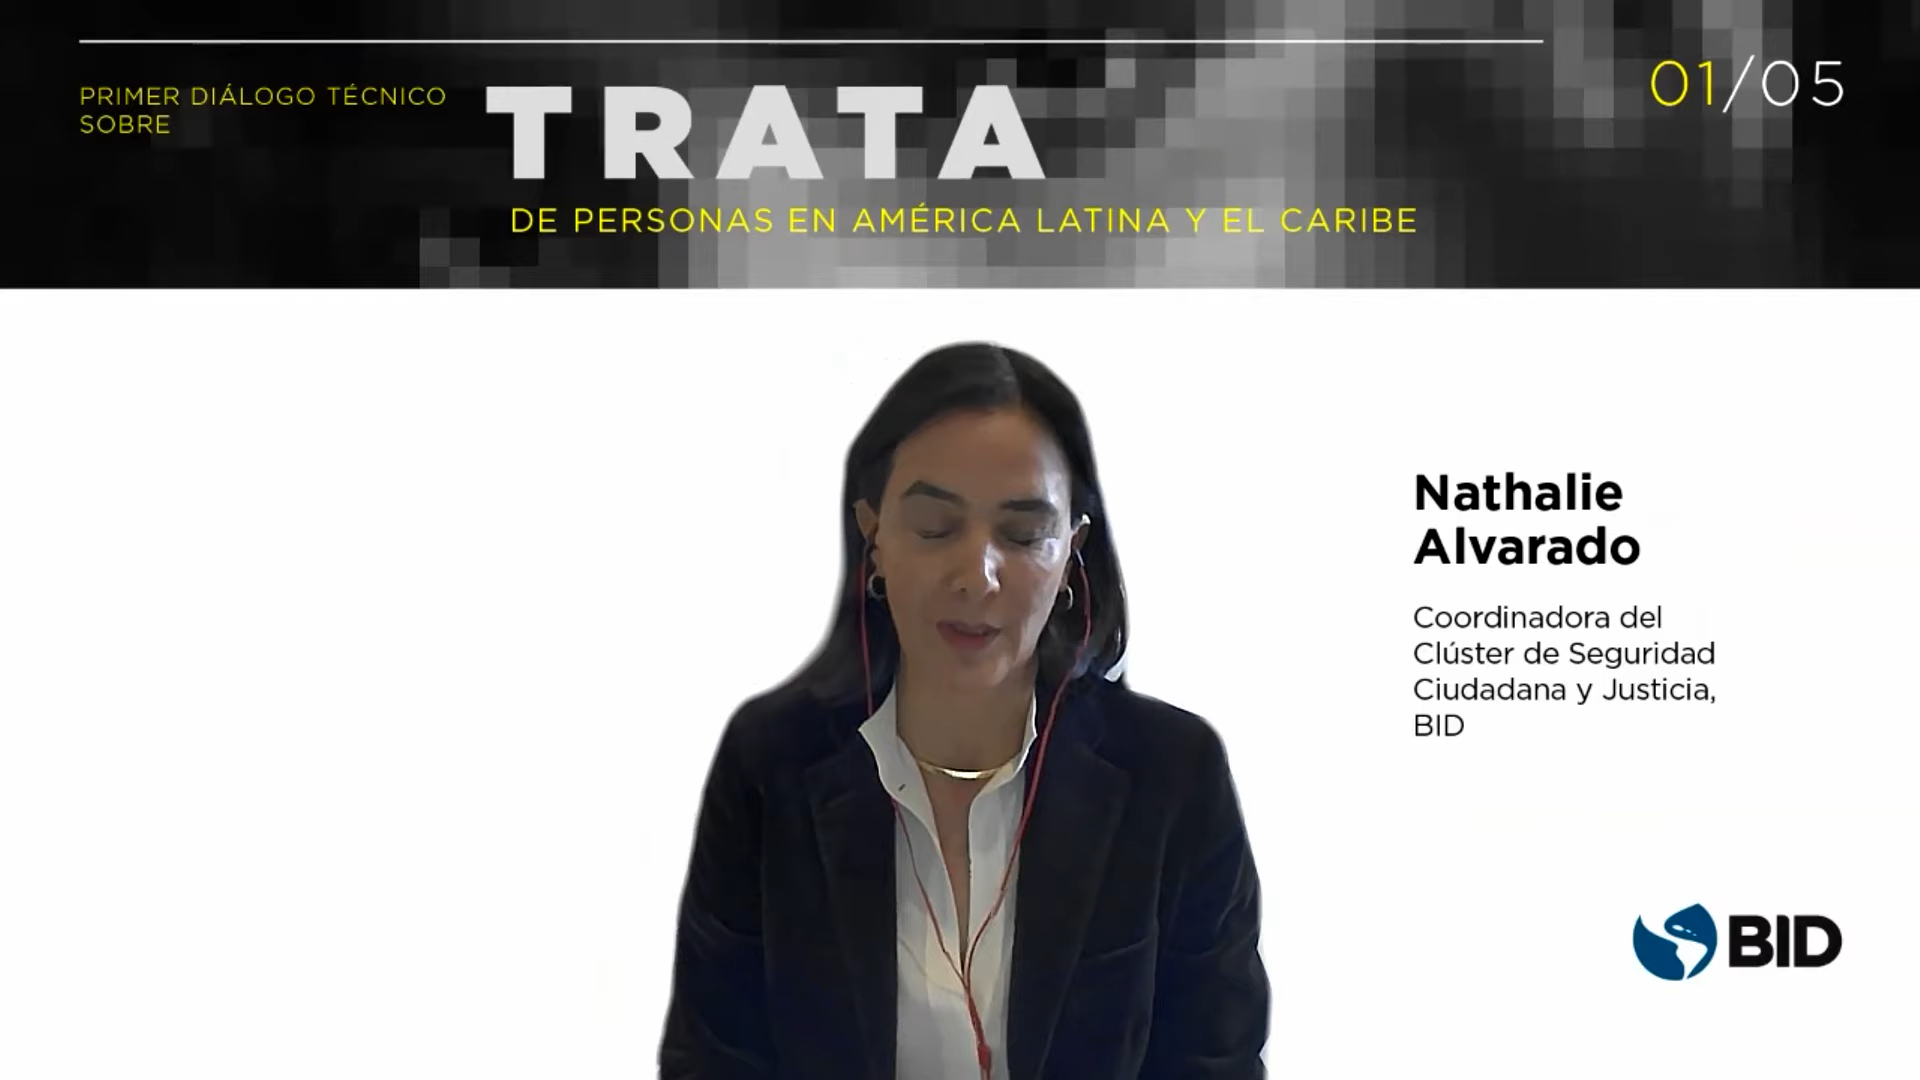 PRIMER DIÁLOGO TÉCNICO
SOBRE
TRATA
DE PERSONAS EN AMÉRICA LATINA Y EL CARIBE
01/05
Nathalie
Alvarado
Coordinadora del
Clúster de Seguridad
Ciudadana y Justicia,
BID
BID